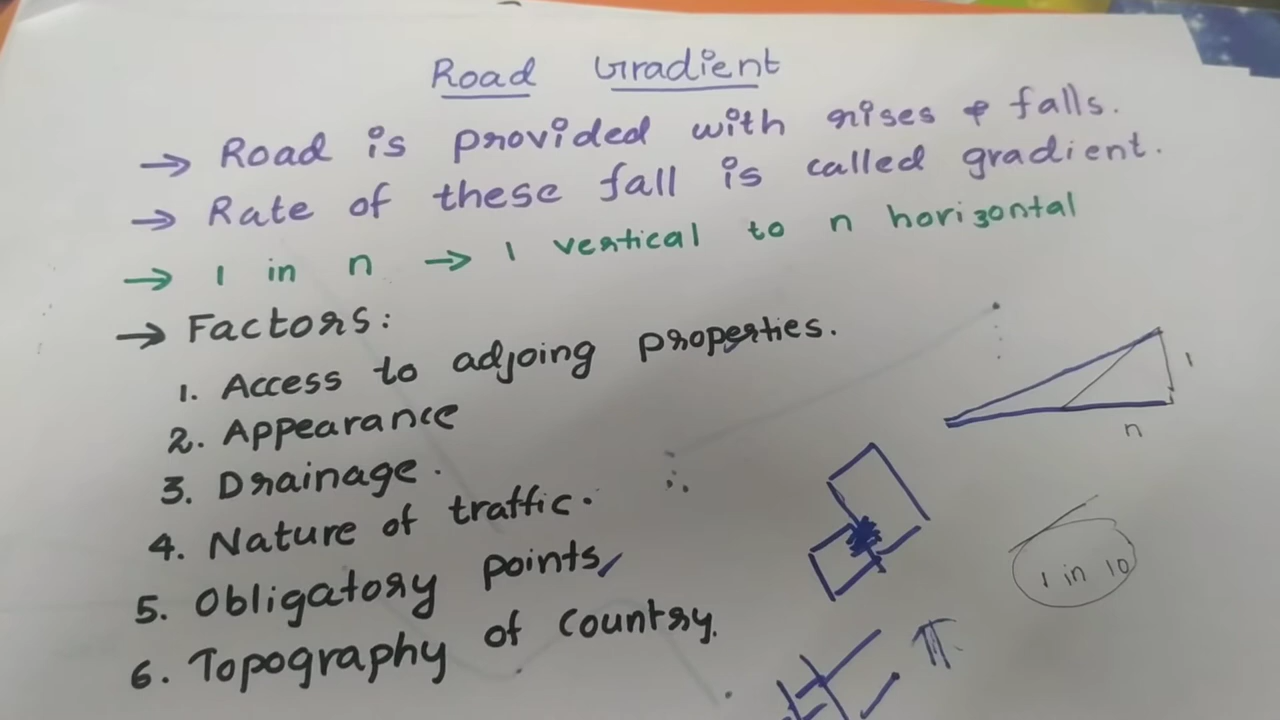 Road Gradient
→ Road is provided with rises & falls.
→ Rate of these fall is called gradient.
→ 1 in n → 1 vertical to n horizontal
→ Factors:
1. Access to adjoing properties.
2. Appearance
3. Drainage.
4. Nature of traffic.
5. Obligatory points
6. Topography of country.
1
n
1 in 10